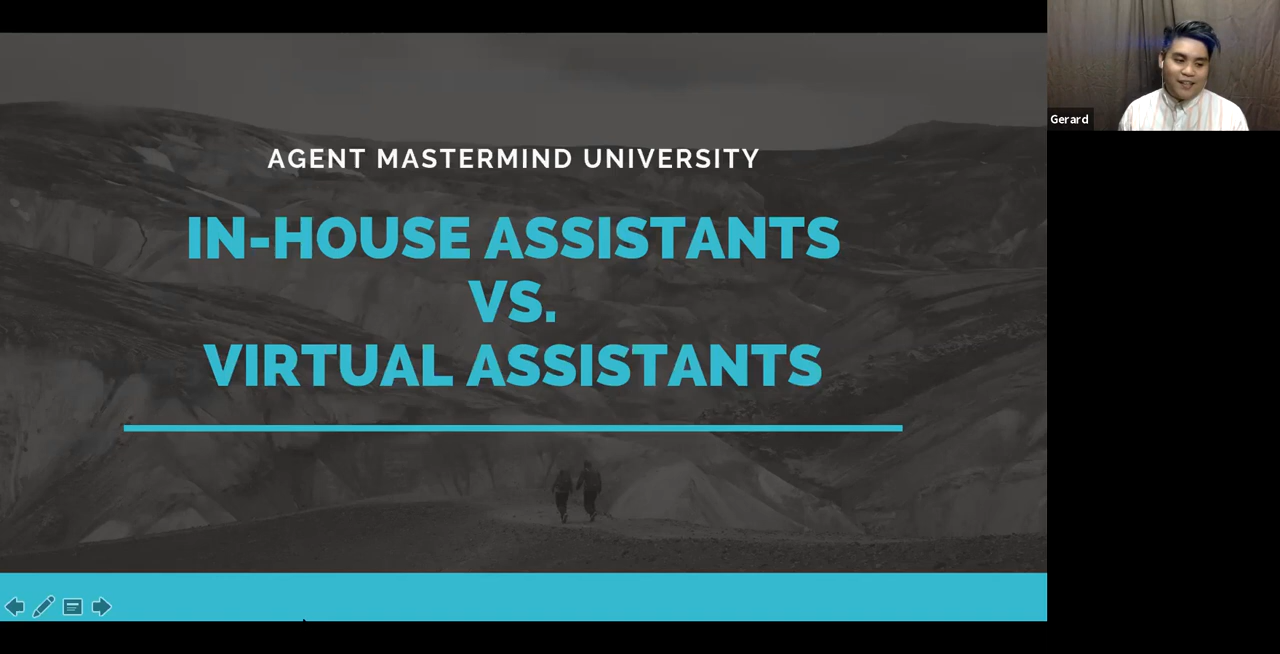 AGENT MASTERMIND UNIVERSITY
IN-HOUSE ASSISTANTS
VS.
VIRTUAL ASSISTANTS
Gerard